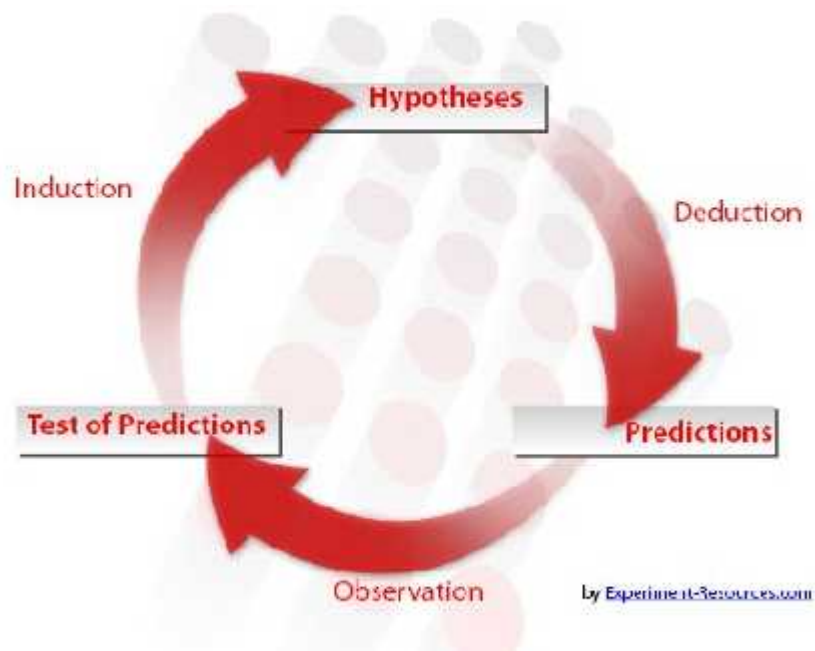 Hypotheses
Induction
Deduction
Test of Predictions
Predictions
Observation
by Experiment-Resources.com